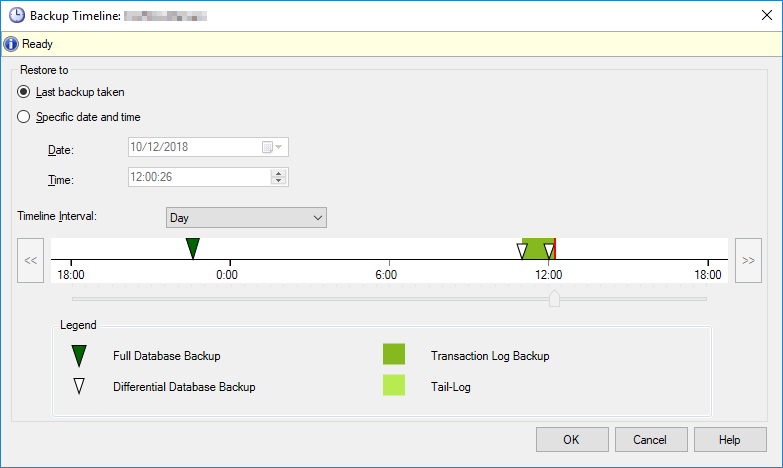 Backup Timeline:
Ready
Restore to
Last backup taken
Specific date and time
Date: 10/12/2018
Time: 12:00:26
Timeline Interval: Day
<< >>
18:00 0:00 6:00 12:00 18:00
Legend
Full Database Backup Transaction Log Backup
Differential Database Backup Tail-Log
OK Cancel Help